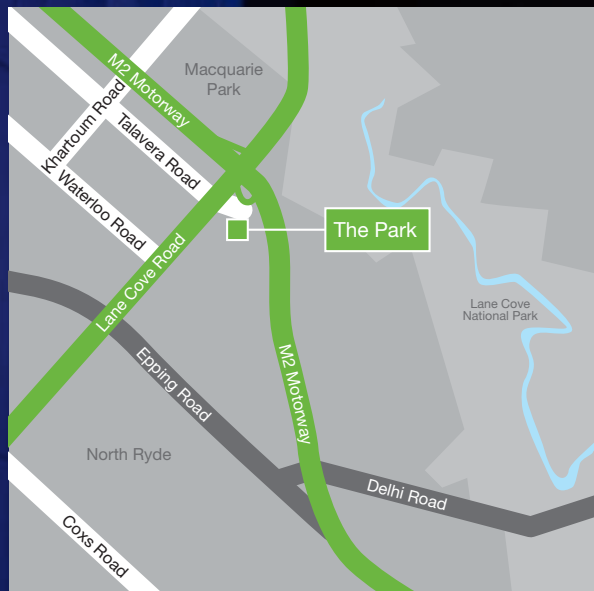 M2 Motorway
Macquarie
Park
Khartoum Road
Talavera Road
Waterloo Road
The Park
Lane Cove Road
Lane Cove
National Park
Epping Road
M2 Motorway
North Ryde
Delhi Road
Coxs Road